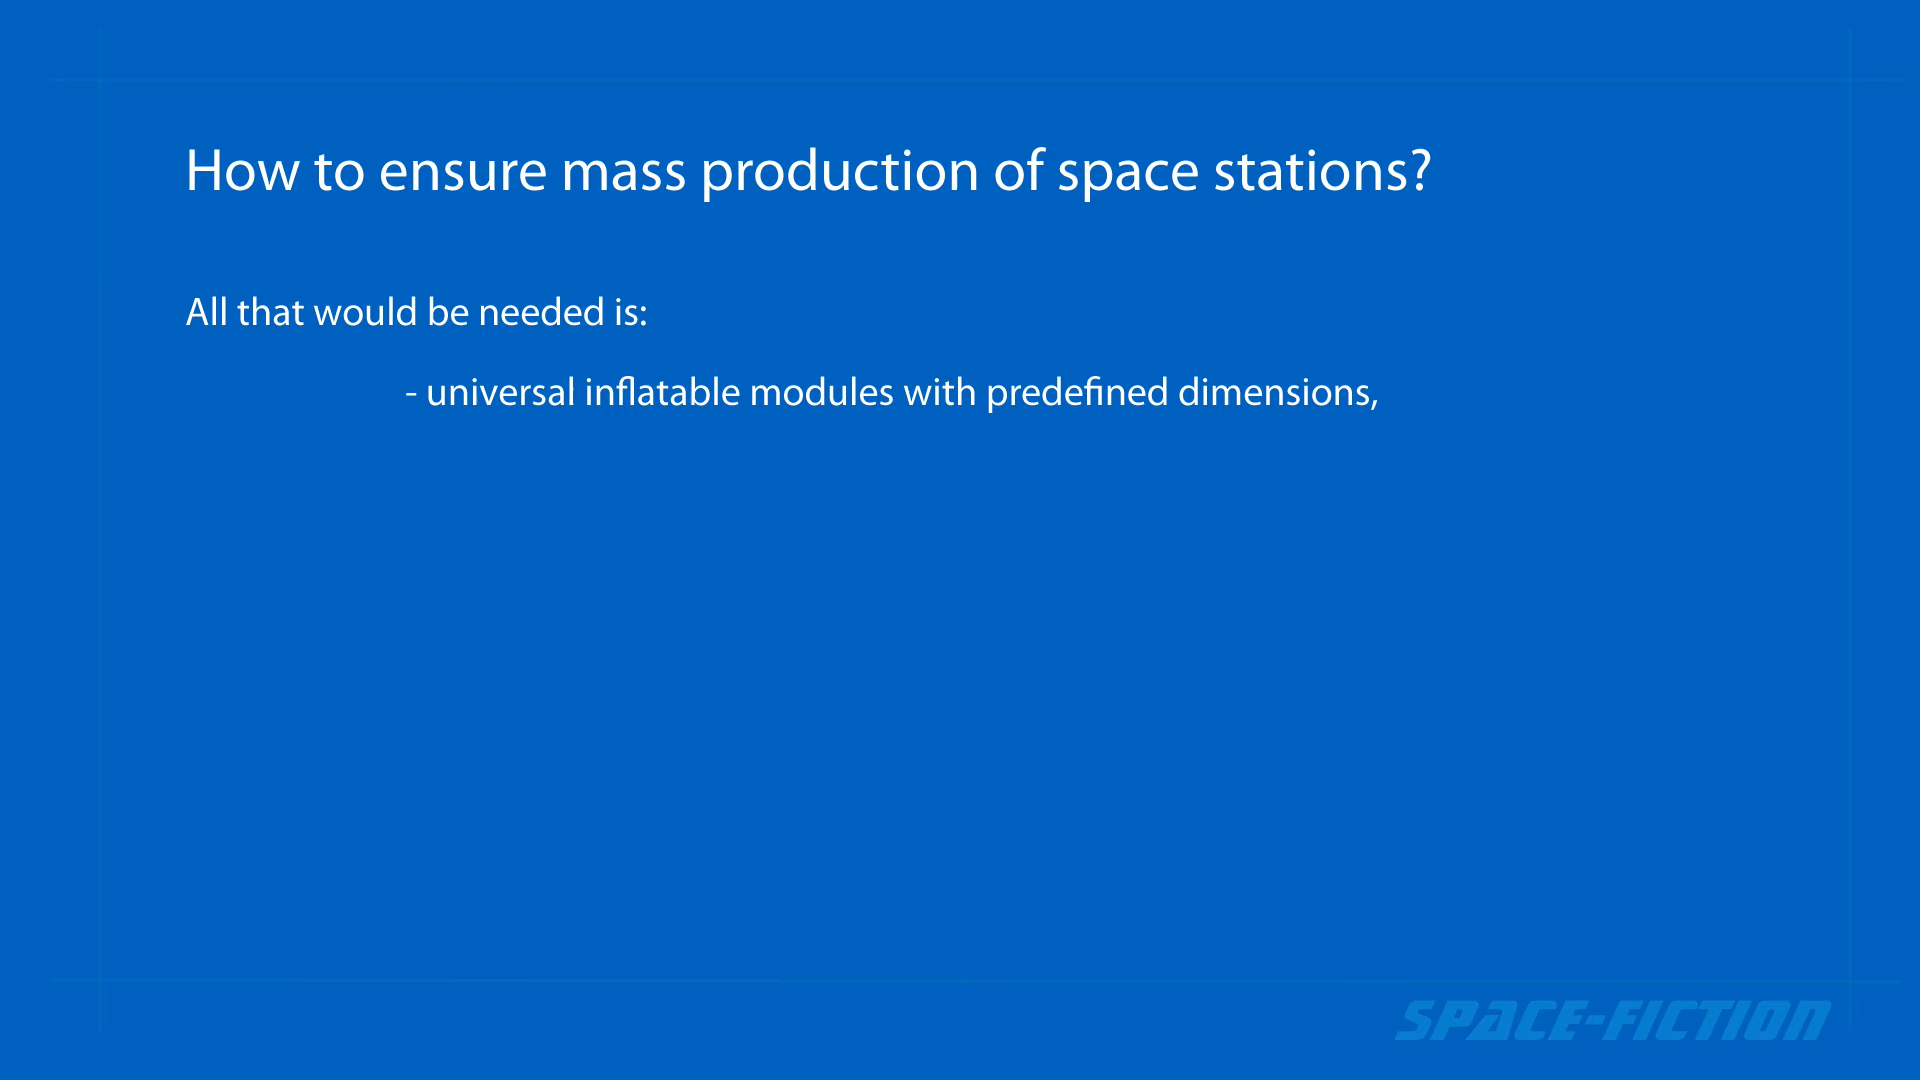 How to ensure mass production of space stations?
All that would be needed is:
- universal inflatable modules with predefined dimensions,
SPACE-FICTION